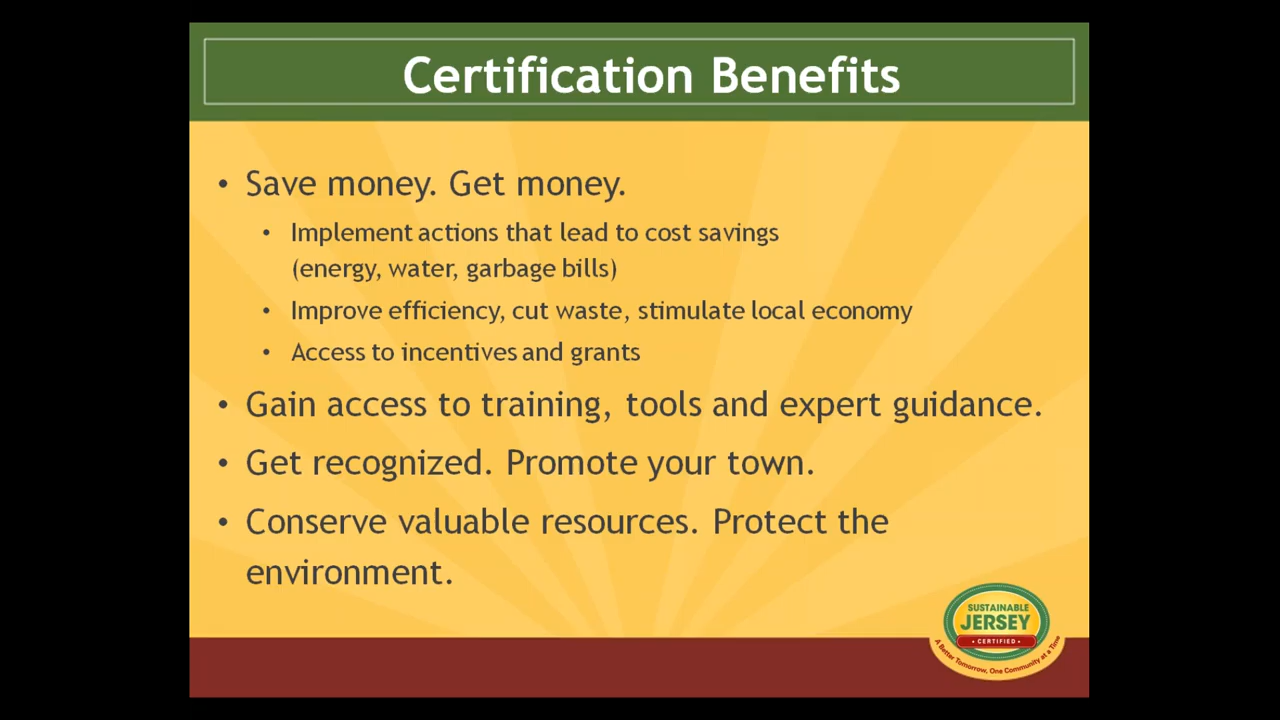 Certification Benefits
• Save money. Get money.
• Implement actions that lead to cost savings
(energy, water, garbage bills)
• Improve efficiency, cut waste, stimulate local economy
• Access to incentives and grants
• Gain access to training, tools and expert guidance.
• Get recognized. Promote your town.
• Conserve valuable resources. Protect the
environment.
SUSTAINABLE
JERSEY
• CERTIFIED •
A Better Tomorrow, One Community at a Time